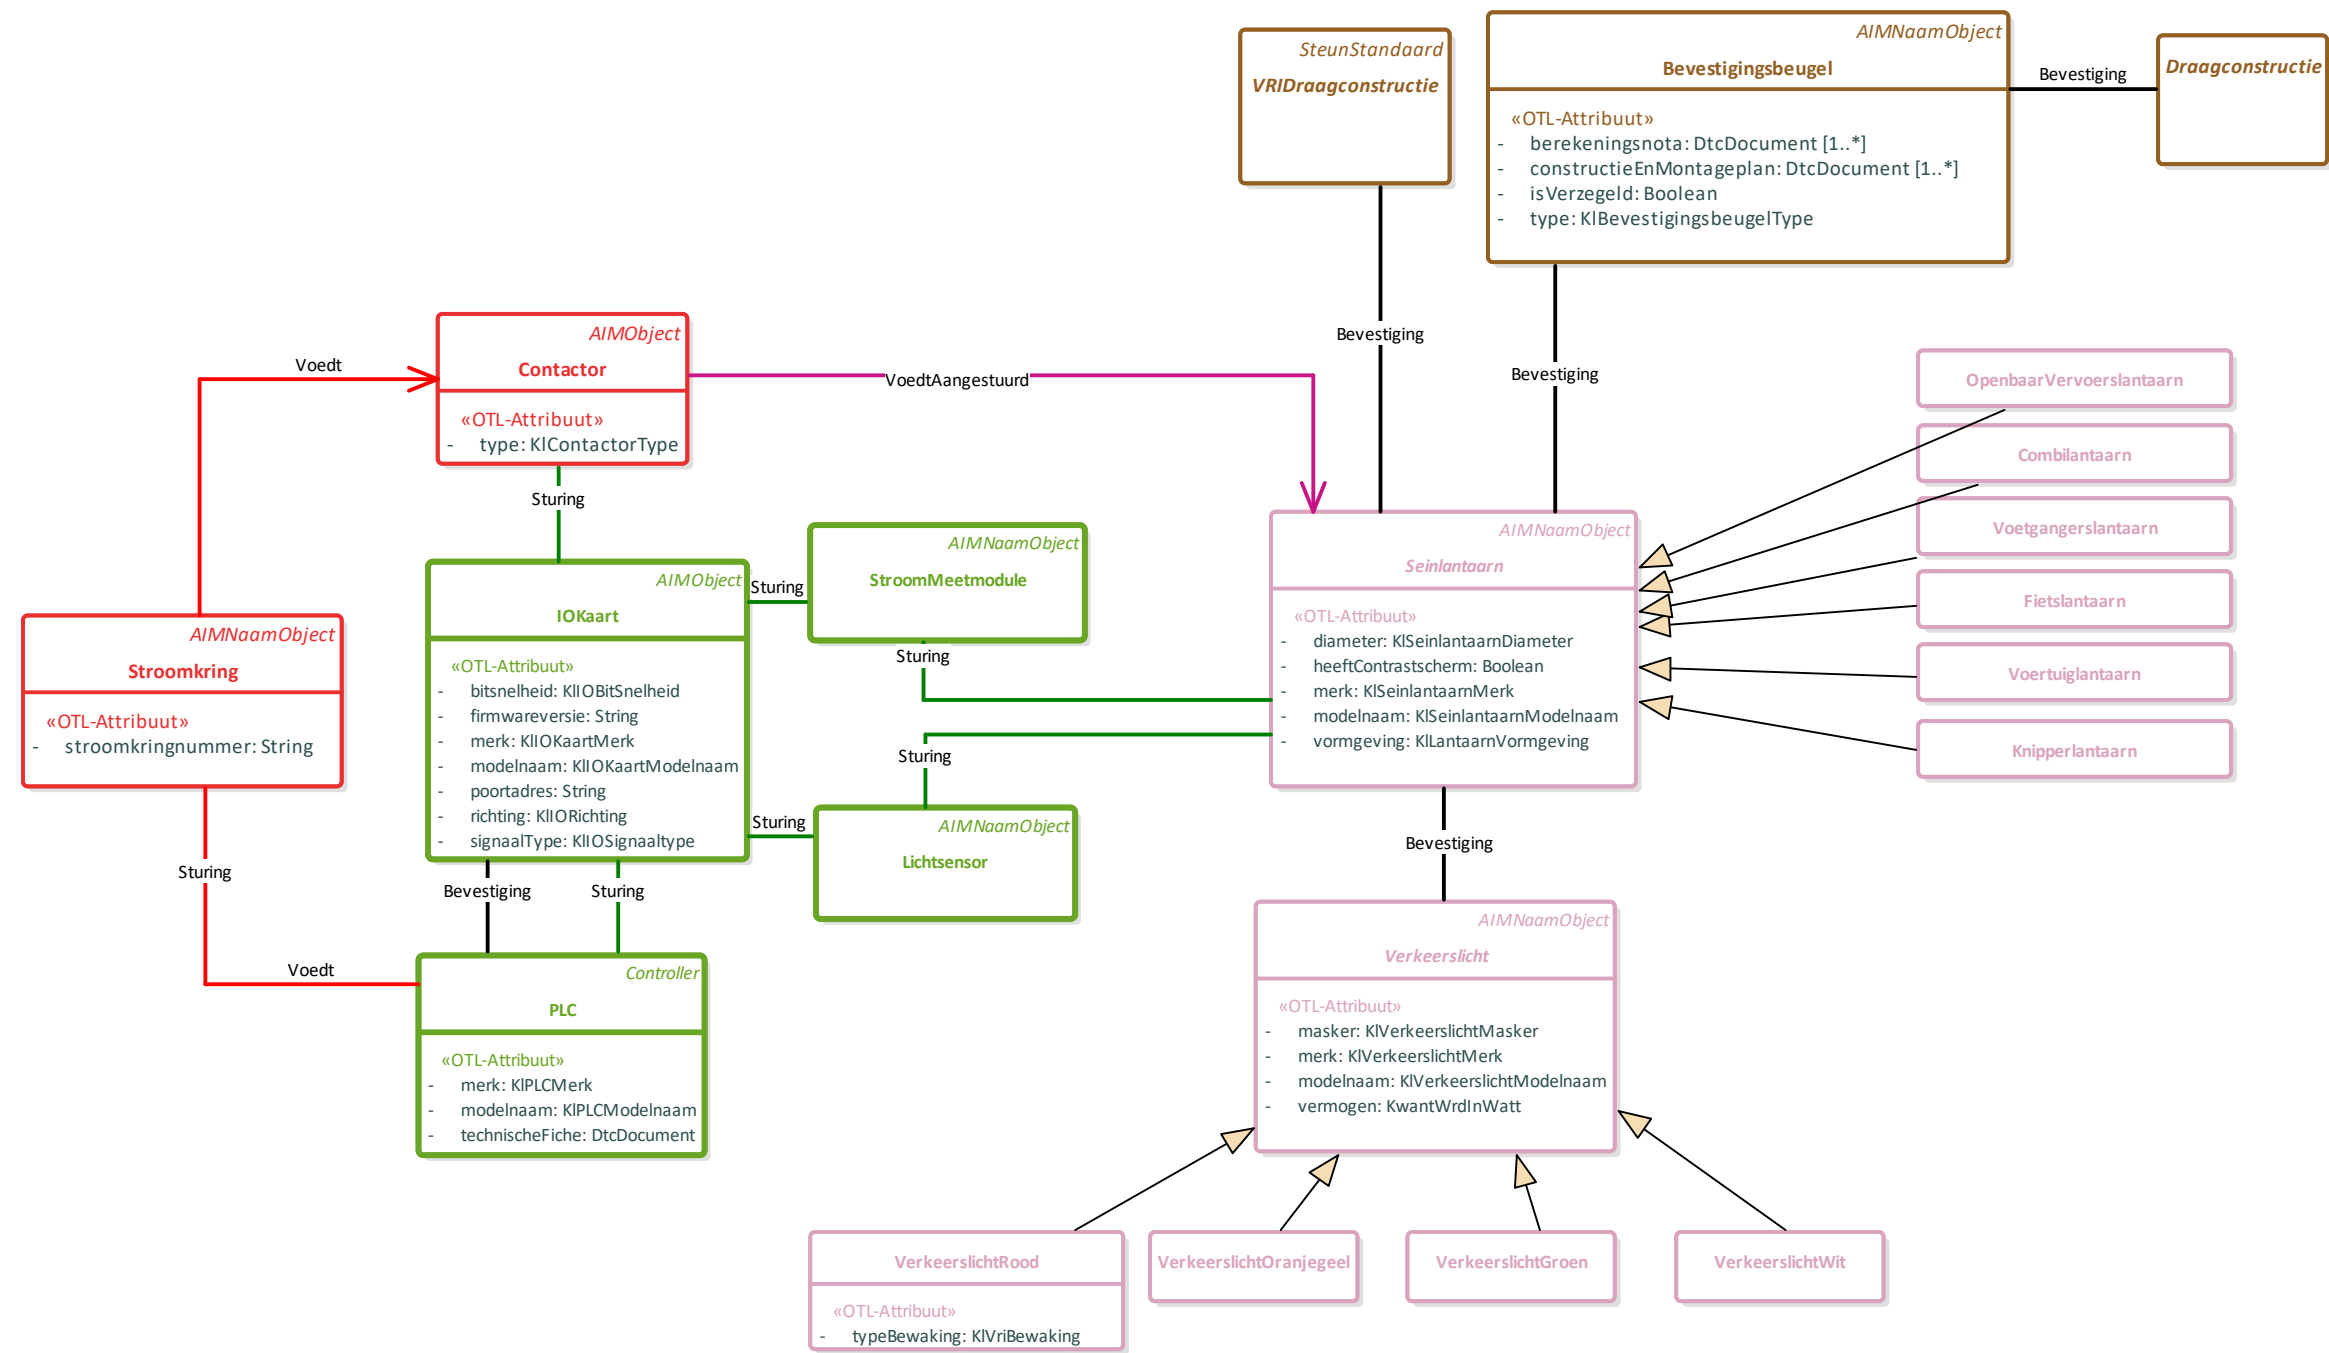 SteunStandaard
VRIDraagconstructie
AIMNaamObject
Bevestigingsbeugel
«OTL-Attribuut»
- berekeningsnota: DtcDocument [1..*]
- constructieEnMontageplan: DtcDocument [1..*]
- isVerzegeld: Boolean
- type: KlBevestigingsbeugelType
Bevestiging
Draagconstructie
Bevestiging
Bevestiging
Voedt
AIMObject
Contactor
«OTL-Attribuut»
- type: KlContactorType
VoedtAangestuurd
Sturing
AIMNaamObject
Stroomkring
«OTL-Attribuut»
- stroomkringnummer: String
AIMObject
IOKaart
«OTL-Attribuut»
- bitsnelheid: KlIOBitSnelheid
- firmwareversie: String
- merk: KlIOKaartMerk
- modelnaam: KlIOKaartModelnaam
- poortadres: String
- richting: KlIORichting
- signaalType: KlIOSignaaltype
Sturing
AIMNaamObject
StroomMeetmodule
Sturing
Sturing
Sturing
AIMNaamObject
Lichtsensor
AIMNaamObject
Seinlantaarn
«OTL-Attribuut»
- diameter: KlSeinlantaarnDiameter
- heeftContrastscherm: Boolean
- merk: KlSeinlantaarnMerk
- modelnaam: KlSeinlantaarnModelnaam
- vormgeving: KlLantaarnVormgeving
OpenbaarVervoerslantaarn
Combilantaarn
Voetgangerslantaarn
Fietslantaarn
Voertuiglantaarn
Knipperlantaarn
Sturing
Voedt
Bevestiging
Sturing
Controller
PLC
«OTL-Attribuut»
- merk: KlPLCMerk
- modelnaam: KlPLCModelnaam
- technischeFiche: DtcDocument
Bevestiging
AIMNaamObject
Verkeerslicht
«OTL-Attribuut»
- masker: KlVerkeerslichtMasker
- merk: KlVerkeerslichtMerk
- modelnaam: KlVerkeerslichtModelnaam
- vermogen: KwantWrdInWatt
VerkeerslichtRood
«OTL-Attribuut»
- typeBewaking: KlVriBewaking
VerkeerslichtOranjegeel
VerkeerslichtGroen
VerkeerslichtWit